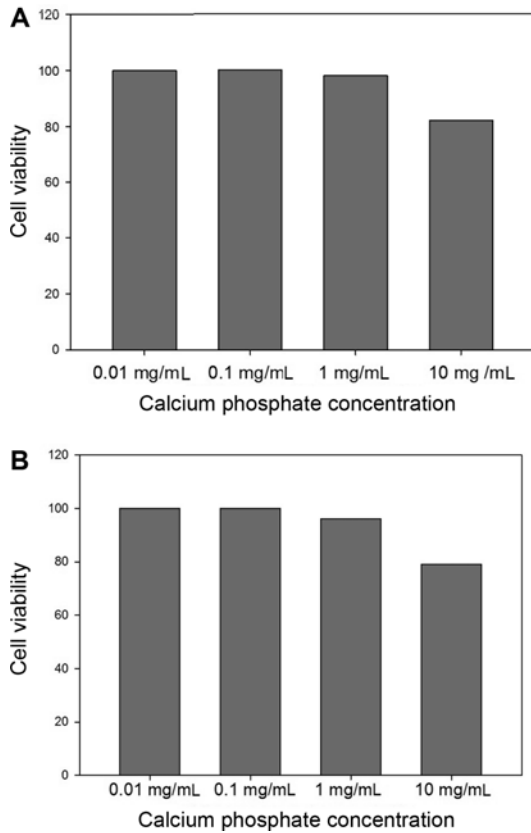 A
120
100
80
60
40
20
0
Cell viability
0.01 mg/mL 0.1 mg/mL 1 mg/mL 10 mg /mL
Calcium phosphate concentration
B
120
100
80
60
40
20
0
Cell viability
0.01 mg/mL 0.1 mg/mL 1 mg/mL 10 mg/mL
Calcium phosphate concentration